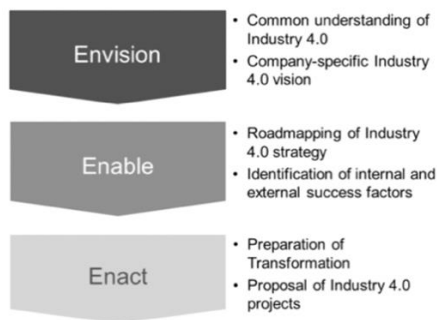 Envision
• Common understanding of
Industry 4.0
• Company-specific Industry
4.0 vision
Enable
• Roadmapping of Industry
4.0 strategy
• Identification of internal and
external success factors
Enact
• Preparation of
Transformation
• Proposal of Industry 4.0
projects